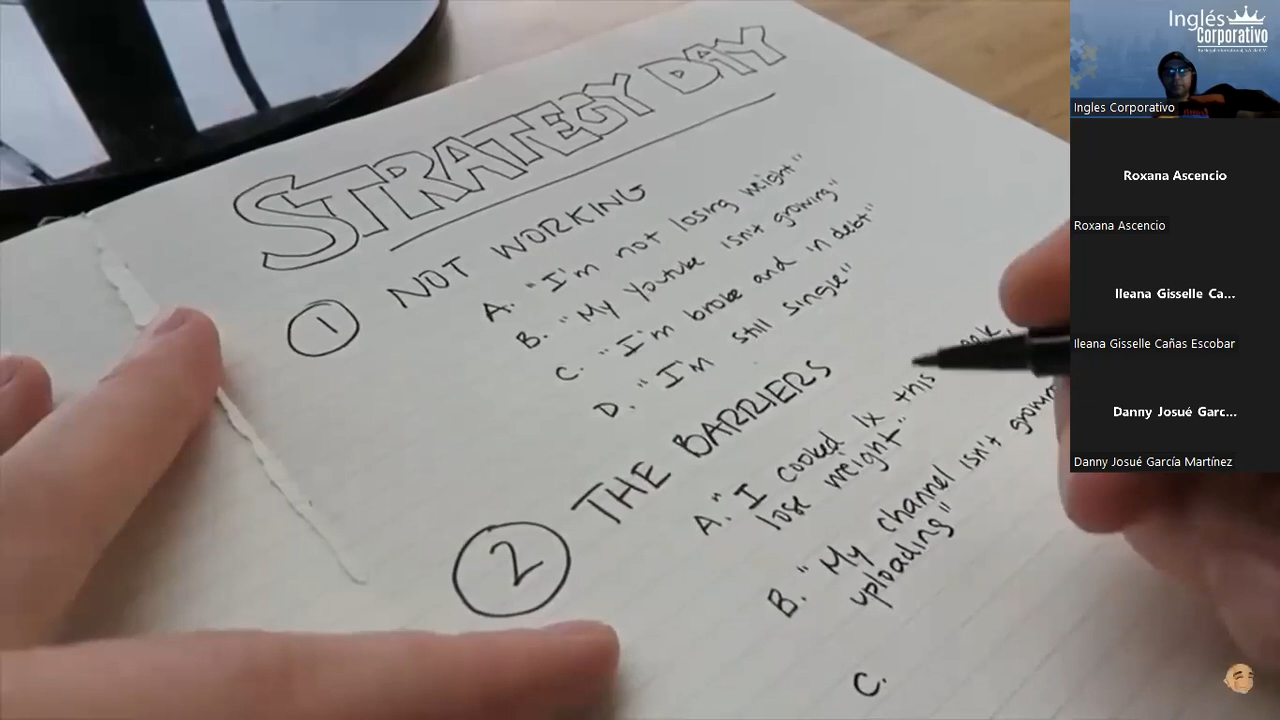 STRATEGY DAY
1 NOT WORKING
A. "I'm not losing weight"
B. "My Youtube isn't growing"
C. "I'm broke and in debt"
D. "I'm still single"
2 THE BARRIERS
A. "I cooked 1x this
lose weight"
B. "My channel isn't
uploading"
C.
Inglés
Corporativo
Ingles Corporativo
Roxana Ascencio
Roxana Ascencio
Ileana Gisselle Ca...
Ileana Gisselle Cañas Escobar
Danny Josué Garc...
Danny Josué García Martínez